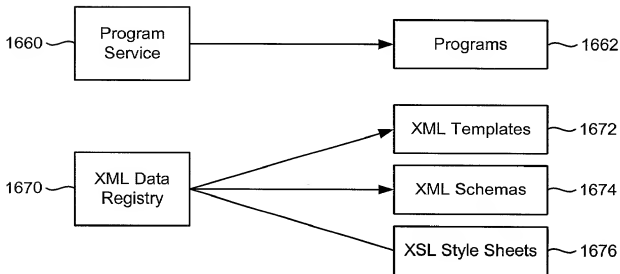 1660
Program
Service
Programs
1662
XML Templates
1672
1670
XML Data
Registry
XML Schemas
1674
XSL Style Sheets
1676